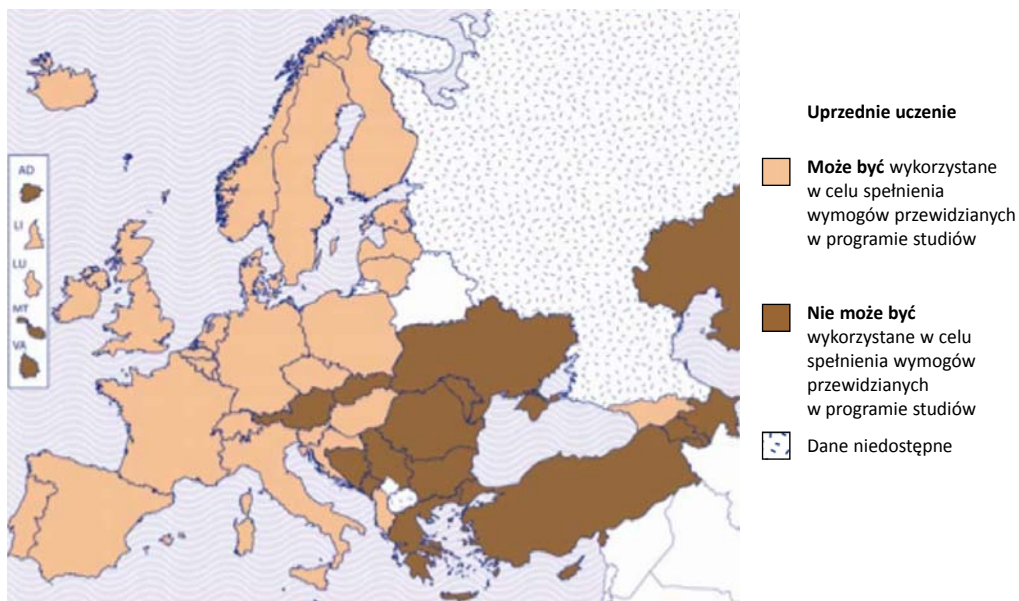 AD
LI
LU
MT
VA
Uprzednie uczenie
Może być wykorzystane
w celu spełnienia
wymogów przewidzianych
w programie studiów
Nie może być
wykorzystane w celu
spełnienia wymogów
przewidzianych
w programie studiów
Dane niedostępne